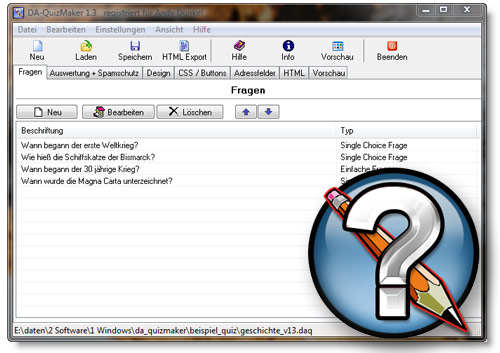 DA-QuizMaker 1.3 registriert für Andy Dunkel
Datei Bearbeiten Einstellungen Ansicht Hilfe
Neu Laden Speichern HTML Export Hilfe Info Vorschau Beenden
Fragen Auswertung + Spamschutz Design CSS / Buttons Adressfelder HTML Vorschau
Fragen
Neu Bearbeiten Löschen
Beschriftung Typ
Wann begann der erste Weltkrieg? Single Choice Frage
Wie hieß die Schiffskatze der Bismarck? Single Choice Frage
Wann begann der 30 jährige Krieg? Einfache
Wann wurde die Magna Carta unterzeichnet?
E:\daten\2 Software\1 Windows\da_quizmaker\beispiel_quiz\geschichte_v13.daq